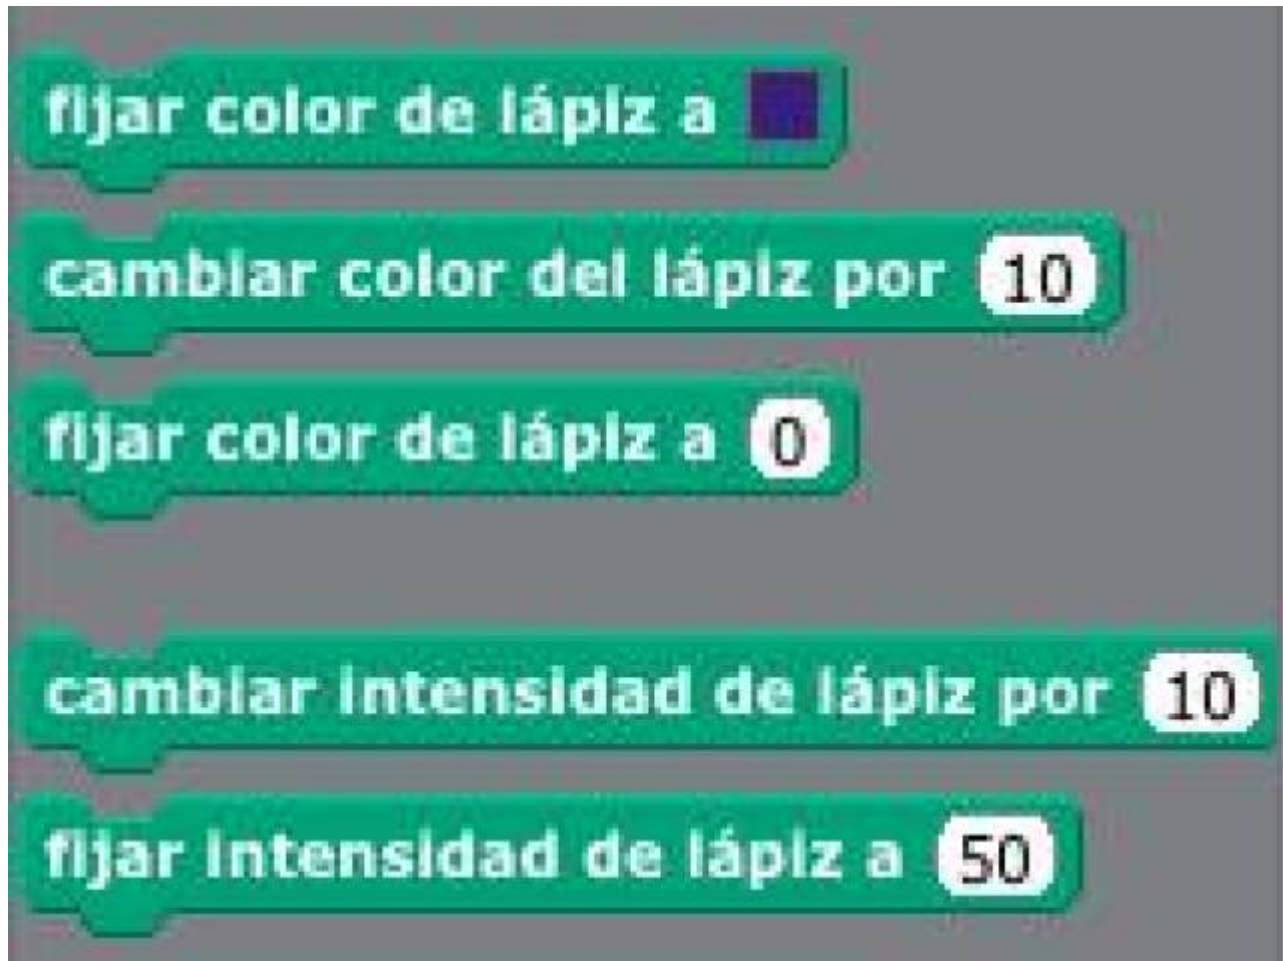 fijar color de lápiz a
cambiar color del lápiz por 10
fijar color de lápiz a 0
cambiar intensidad de lápiz por 10
fijar intensidad de lápiz a 50